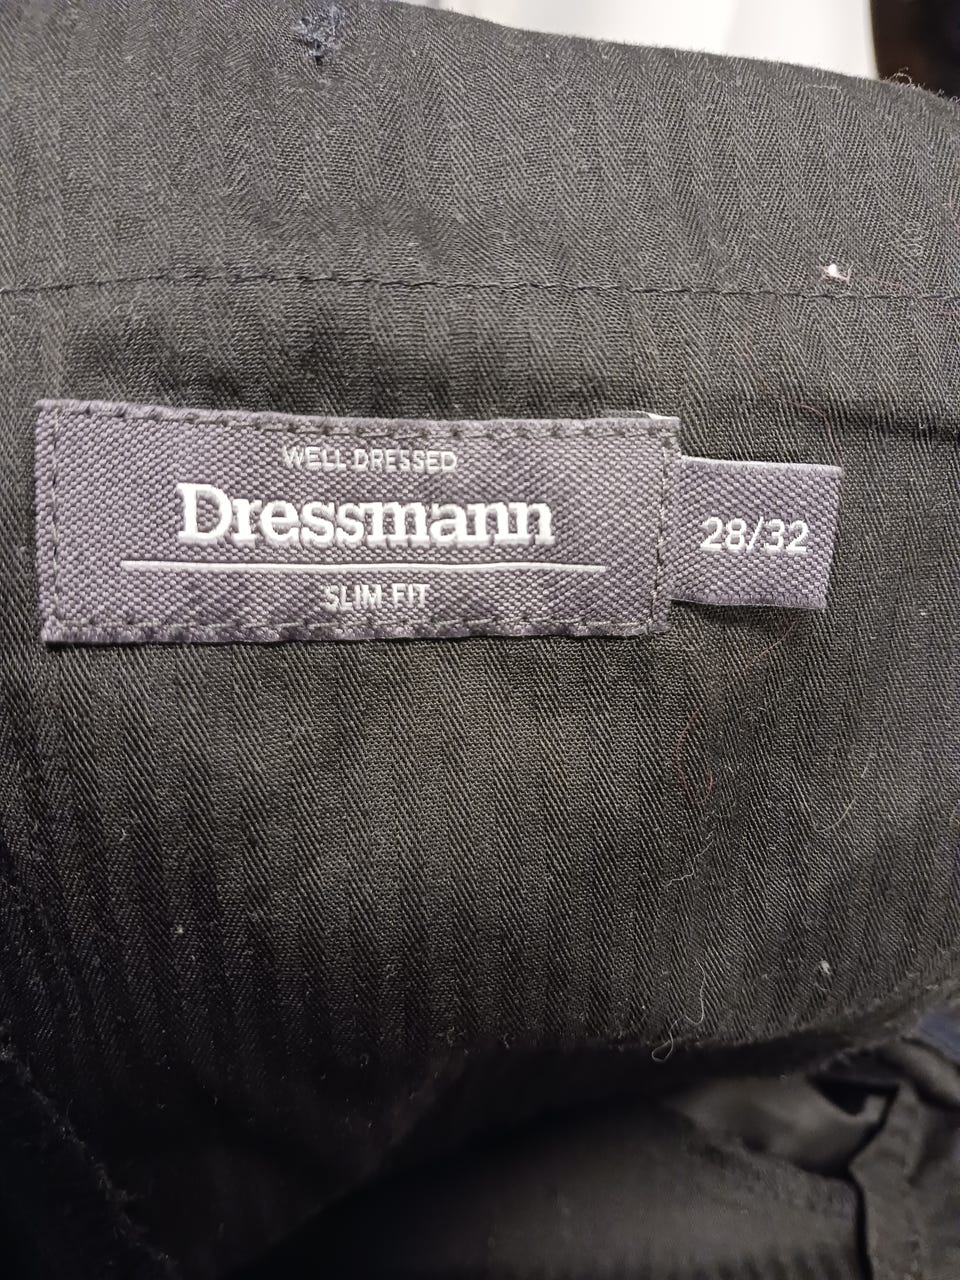 WELL DRESSED
Dressmann
SLIM FIT
28/32